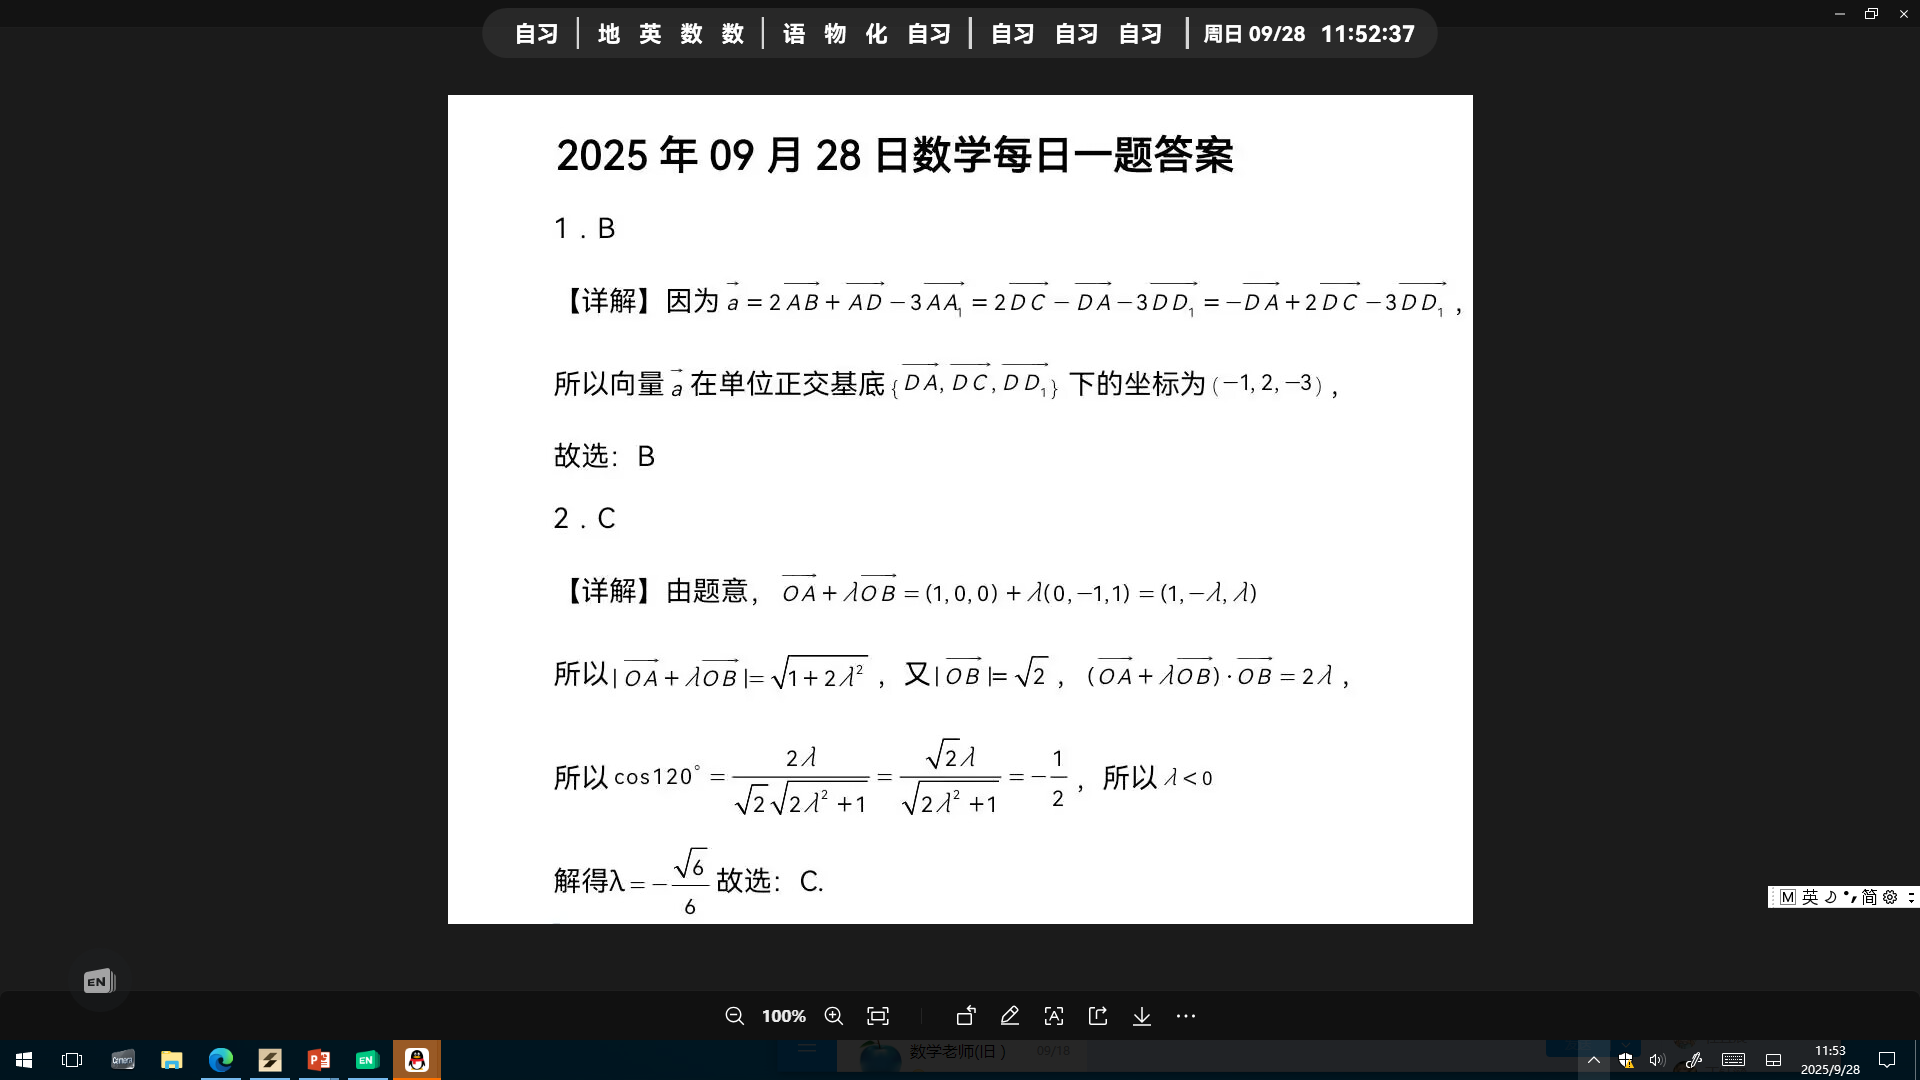 自习 | 地 英 数 数 | 语 物 化 自习 | 自习 自习 自习 | 周日 09/28 11:52:37
2025 年 09 月 28 日数学每日一题答案
1．B
【详解】因为 $\vec{a}=2\overrightarrow{AB}+\overrightarrow{AD}-3\overrightarrow{AA_1}=2\overrightarrow{DC}-\overrightarrow{DA}-3\overrightarrow{DD_1}=-\overrightarrow{DA}+2\overrightarrow{DC}-3\overrightarrow{DD_1}$，
所以向量 $\vec{a}$ 在单位正交基底 $\{\overrightarrow{DA},\overrightarrow{DC},\overrightarrow{DD_1}\}$ 下的坐标为 $(-1,2,-3)$，
故选：B
2．C
【详解】由题意，$\overrightarrow{OA}+\lambda\overrightarrow{OB}=(1,0,0)+\lambda(0,-1,1)=(1,-\lambda,\lambda)$
所以 $|\overrightarrow{OA}+\lambda\overrightarrow{OB}|=\sqrt{1+2\lambda^2}$，又 $|\overrightarrow{OB}|=\sqrt{2}$，$(\overrightarrow{OA}+\lambda\overrightarrow{OB})\cdot\overrightarrow{OB}=2\lambda$，
所以 $\cos120^\circ=\frac{2\lambda}{\sqrt{2}\sqrt{2\lambda^2+1}}=\frac{\sqrt{2}\lambda}{\sqrt{2\lambda^2+1}}=-\frac{1}{2}$，所以 $\lambda<0$
解得λ$=-\frac{\sqrt{6}}{6}$ 故选：C.
M 英 简
EN
100%
Camera
EN
数学老师(旧) 09/18
11:53
2025/9/28